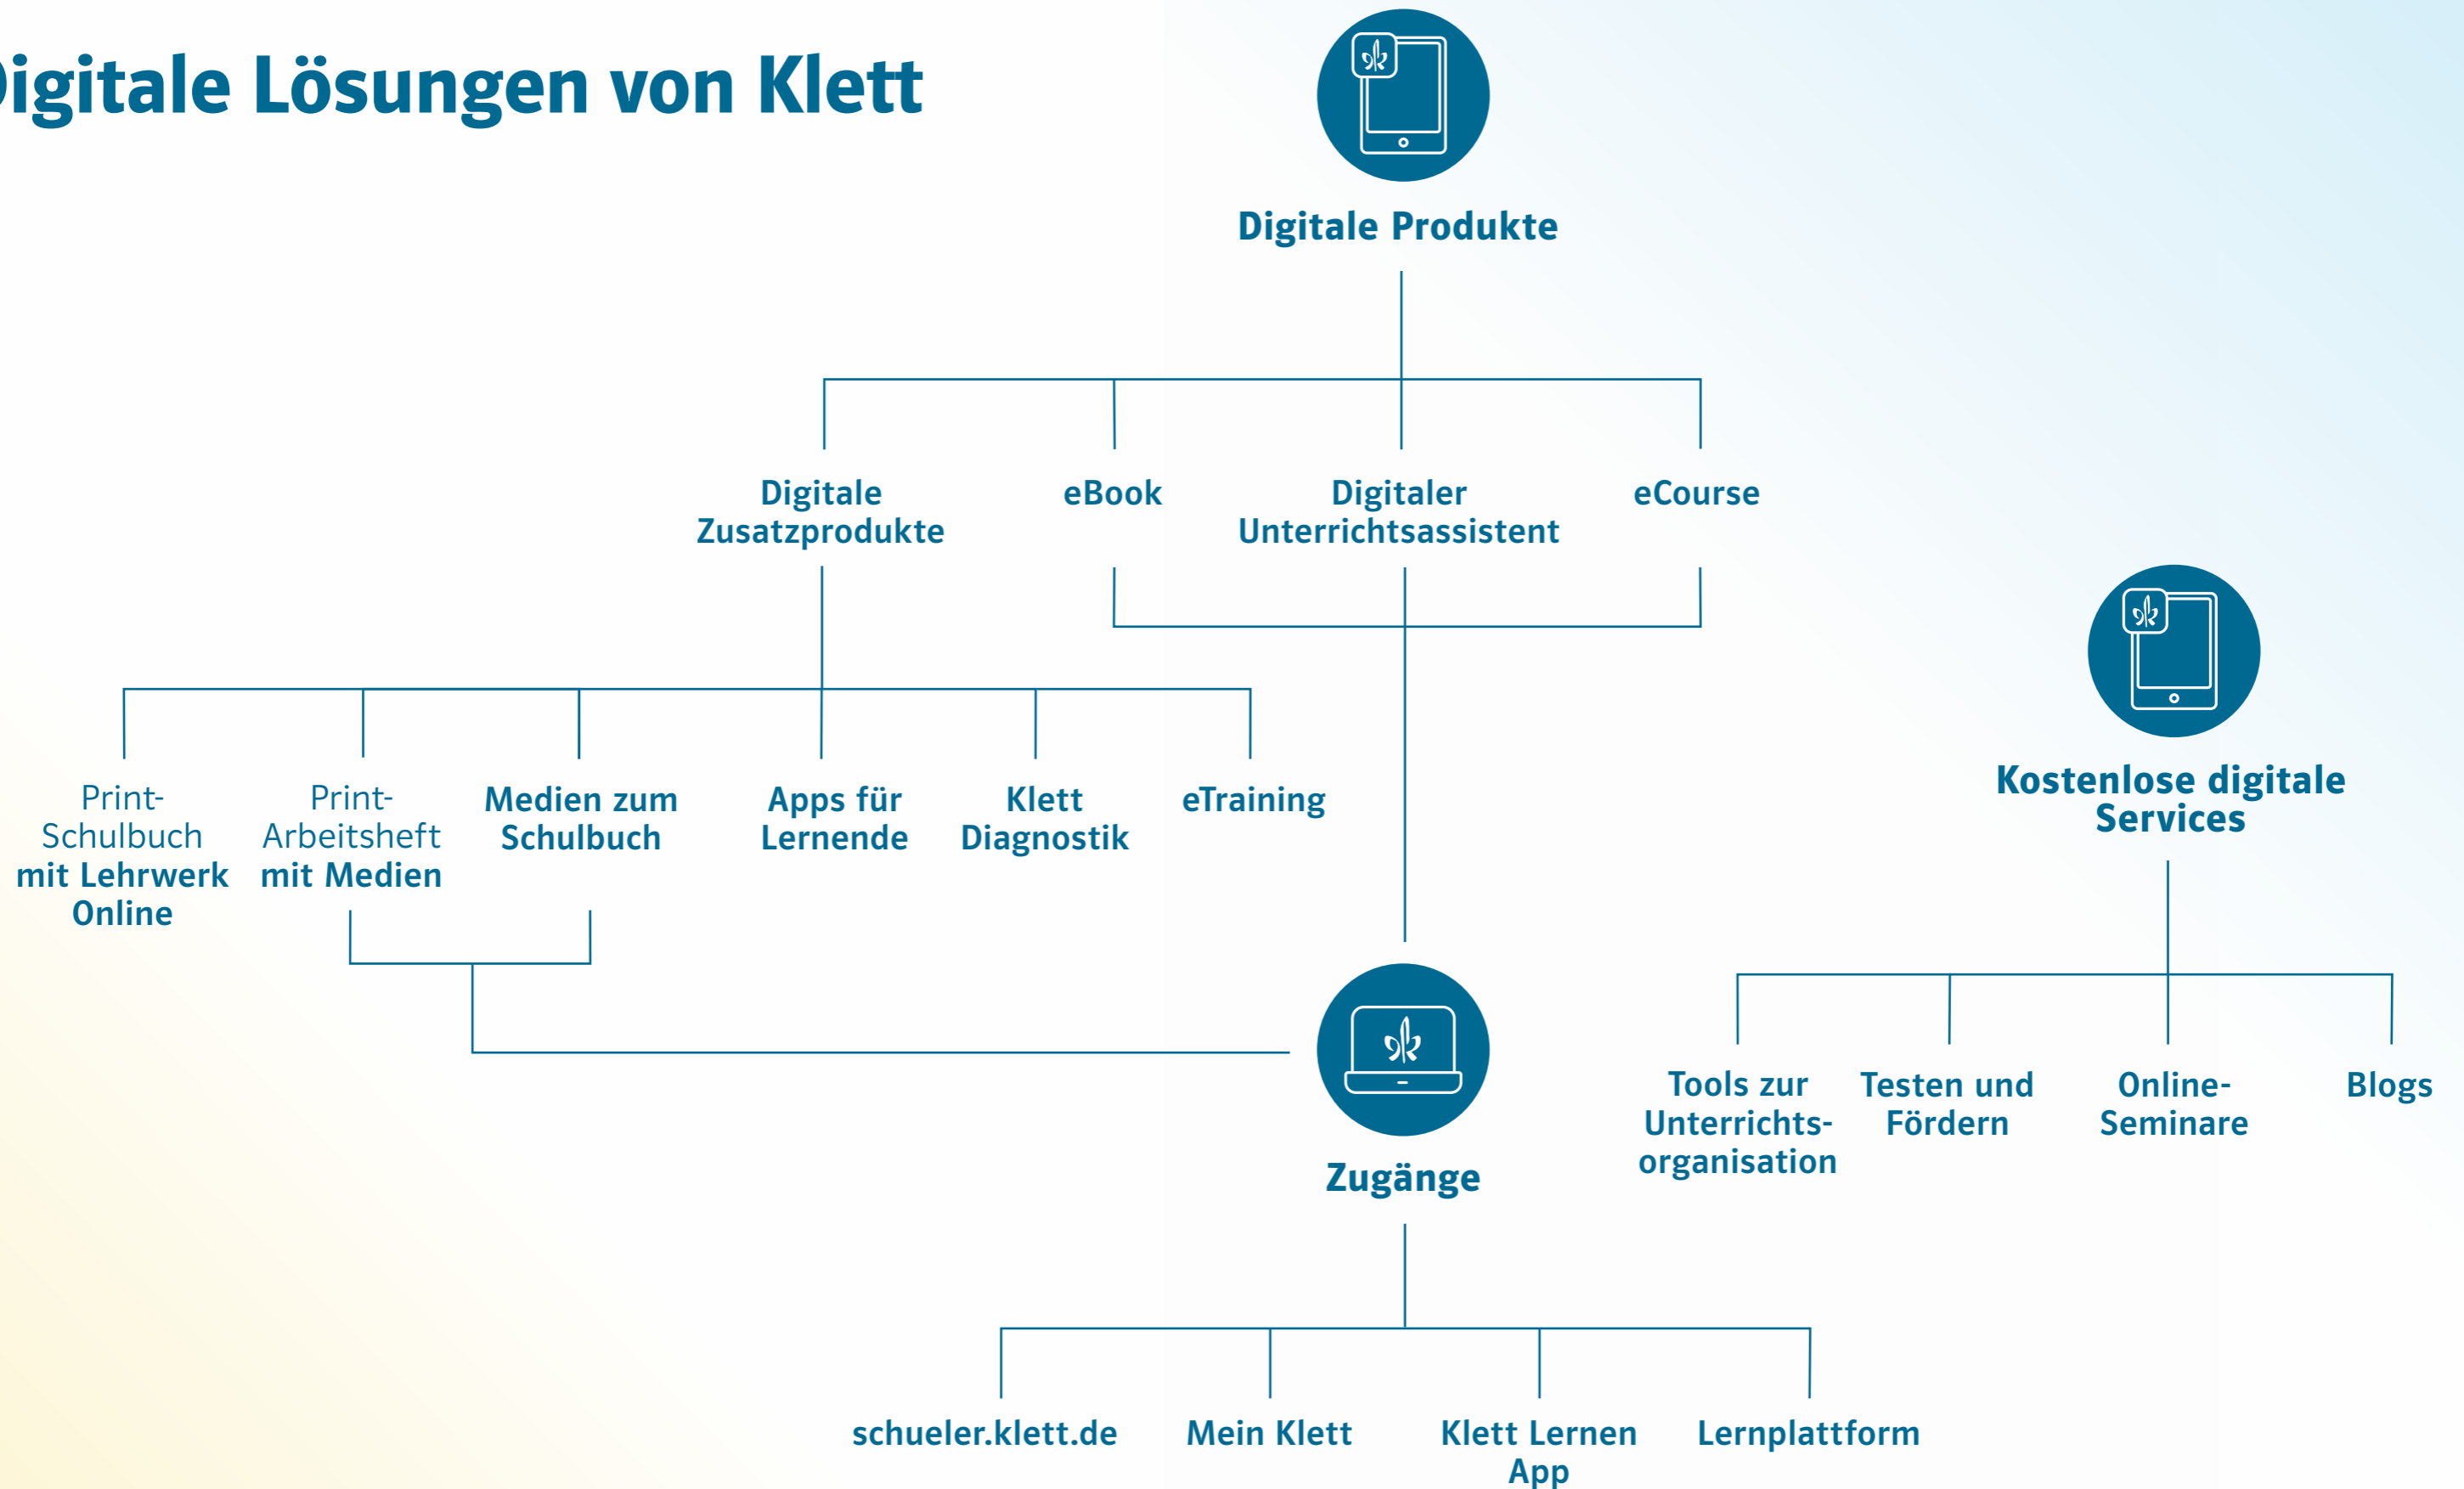 Digitale Lösungen von Klett
Digitale Produkte
Digitale
Zusatzprodukte
eBook
Digitaler
Unterrichtsassistent
eCourse
Print-
Schulbuch
mit Lehrwerk
Online
Print-
Arbeitsheft
mit Medien
Medien zum
Schulbuch
Apps für
Lernende
Klett
Diagnostik
eTraining
Kostenlose digitale
Services
Tools zur
Unterrichts-
organisation
Testen und
Fördern
Online-
Seminare
Blogs
Zugänge
schueler.klett.de
Mein Klett
Klett Lernen
App
Lernplattform